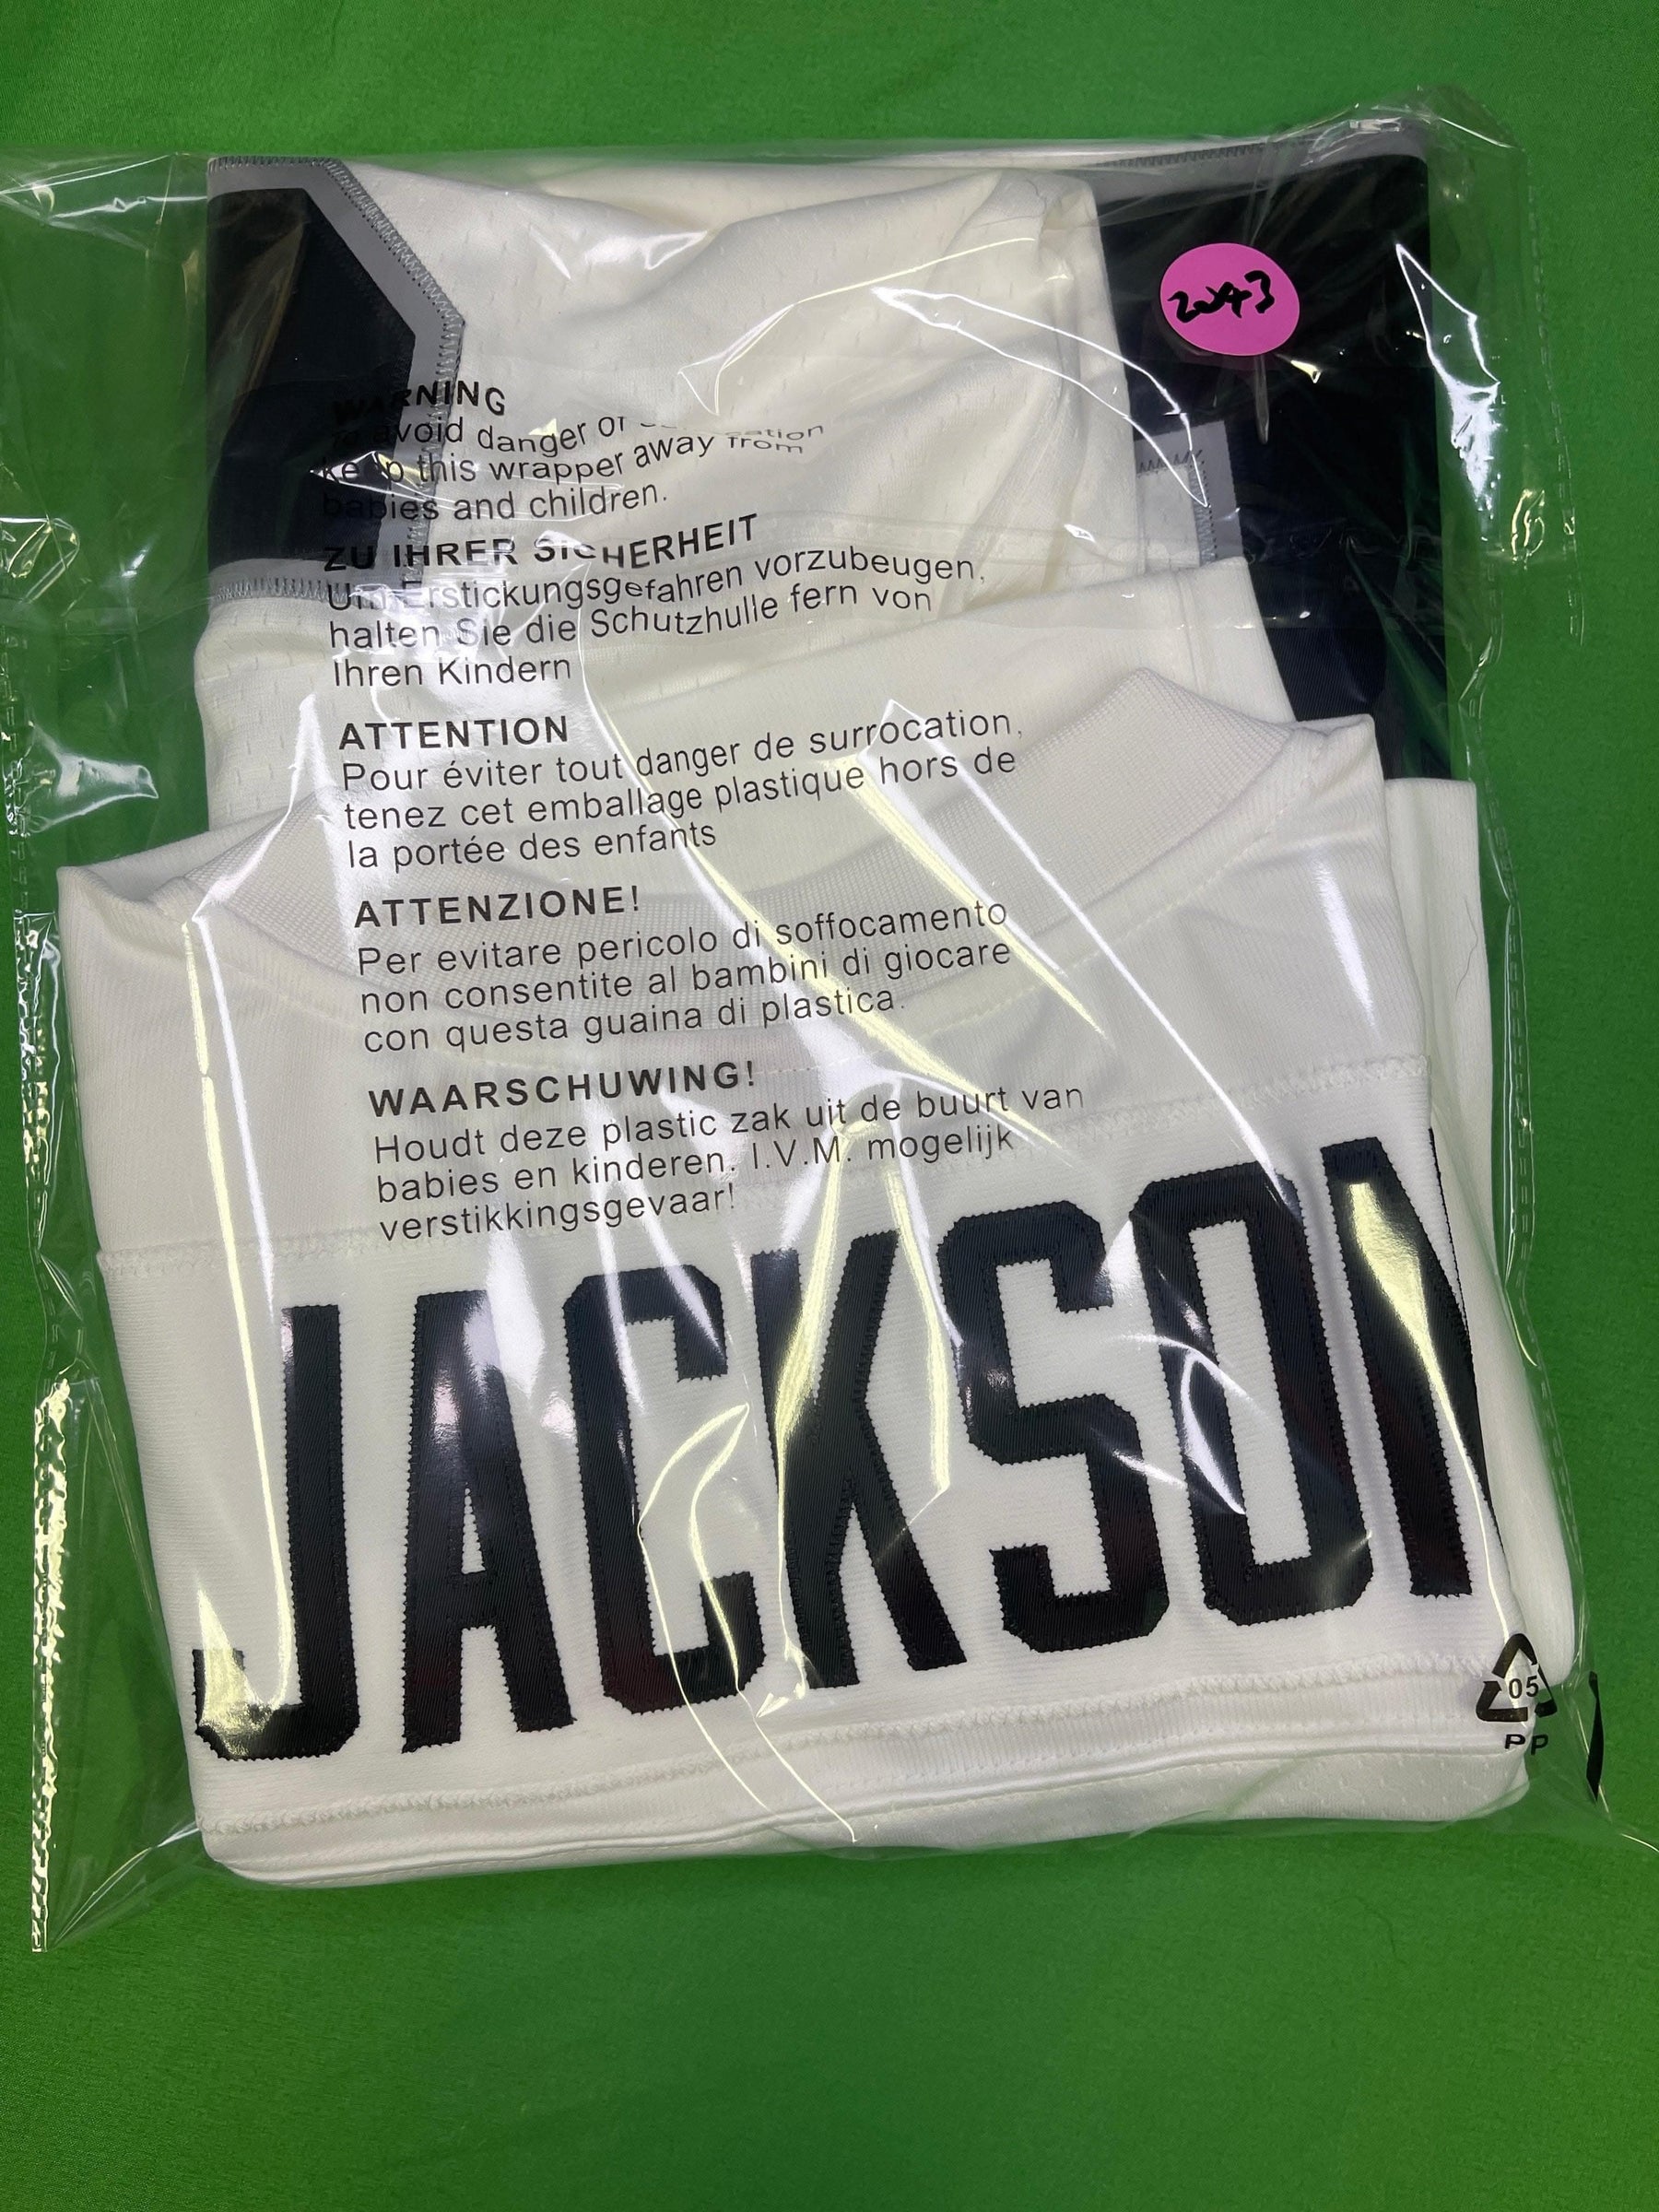 2043
WARNING
To avoid danger of
keep this wrapper away from
babies and children.
ZU IHRER SICHERHEIT
Um Erstickungsgefahren vorzubeugen,
halten Sie die Schutzhulle fern von
Ihren Kindern
ATTENTION
Pour éviter tout danger de surrocation,
tenez cet emballage plastique hors de
la portée des enfants
ATTENZIONE!
Per evitare pericolo di soffocamento
non consentite al bambini di giocare
con questa guaina di plastica.
WAARSCHUWING!
Houdt deze plastic zak uit de buurt van
babies en kinderen. I.V.M. mogelijk
verstikkingsgevaar!
JACKSON
05
PP